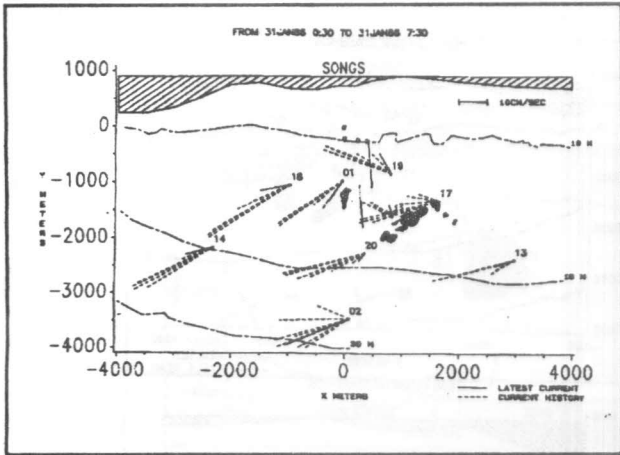 FROM 31JAN86 0:30 TO 31JAN86 7:30
SONGS
1000
10CM/SEC
0
10 M
19
-1000
16
01
17
Y METERS
-2000
14
20
13
20 M
-3000
02
30 M
-4000
-4000 -2000 0 2000 4000
X METERS
LATEST CURRENT
CURRENT HISTORY